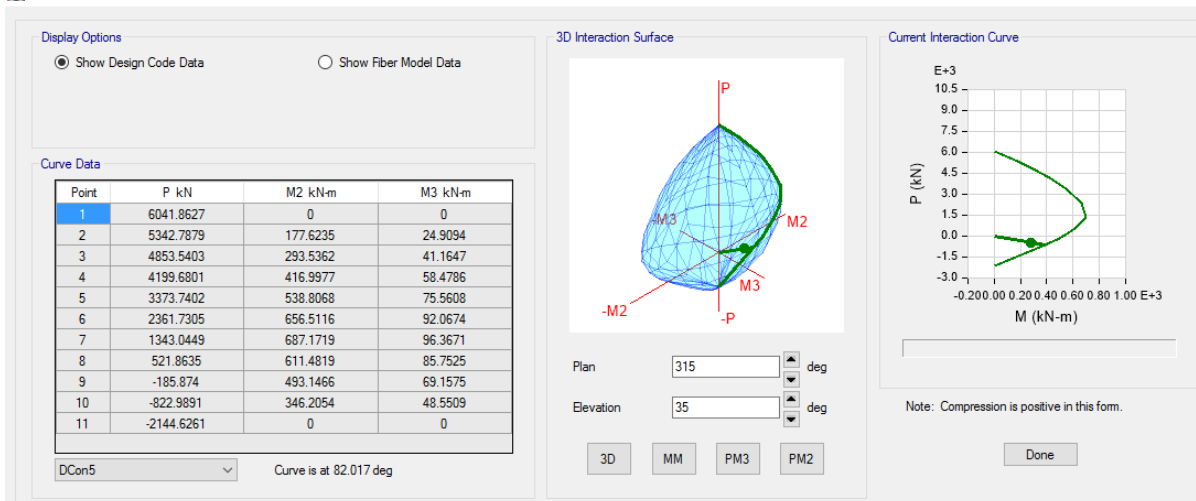 Display Options
Show Design Code Data
Show Fiber Model Data
Curve Data
Point P kN M2 kN-m M3 kN-m
1 6041.8627 0 0
2 5342.7879 177.6235 24.9094
3 4853.5403 293.5362 41.1647
4 4199.6801 416.9977 58.4786
5 3373.7402 538.8068 75.5608
6 2361.7305 656.5116 92.0674
7 1343.0449 687.1719 96.3671
8 521.8635 611.4819 85.7525
9 -185.874 493.1466 69.1575
10 -822.9891 346.2054 48.5509
11 -2144.6261 0 0
DCon5
Curve is at 82.017 deg
3D Interaction Surface
P
-M3
M2
M3
-M2
-P
Plan 315 deg
Elevation 35 deg
3D MM PM3 PM2
Current Interaction Curve
E+3
10.5
9.0
7.5
6.0
4.5
3.0
1.5
0.0
-1.5
-3.0
P (kN)
-0.200.00 0.20 0.40 0.60 0.80 1.00 E+3
M (kN-m)
Note: Compression is positive in this form.
Done